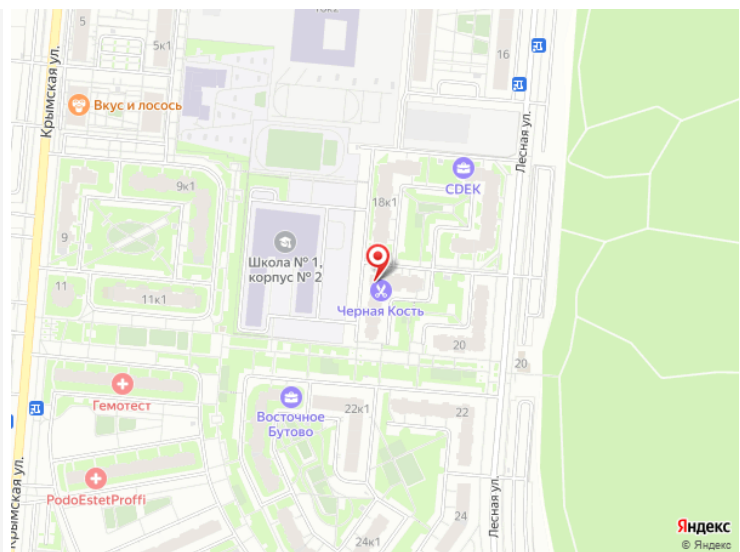 5
5к1
16
Крымская ул.
Вкус и лосось
Лесная ул.
9к1
CDEK
18к1
9
Школа № 1,
корпус № 2
11
11к1
Черная Кость
20
20
Гемотест
Восточное
Бутово
22к1
22
PodoEstetProffi
Крымская ул.
Лесная ул.
24
24к1
Яндекс
© Яндекс